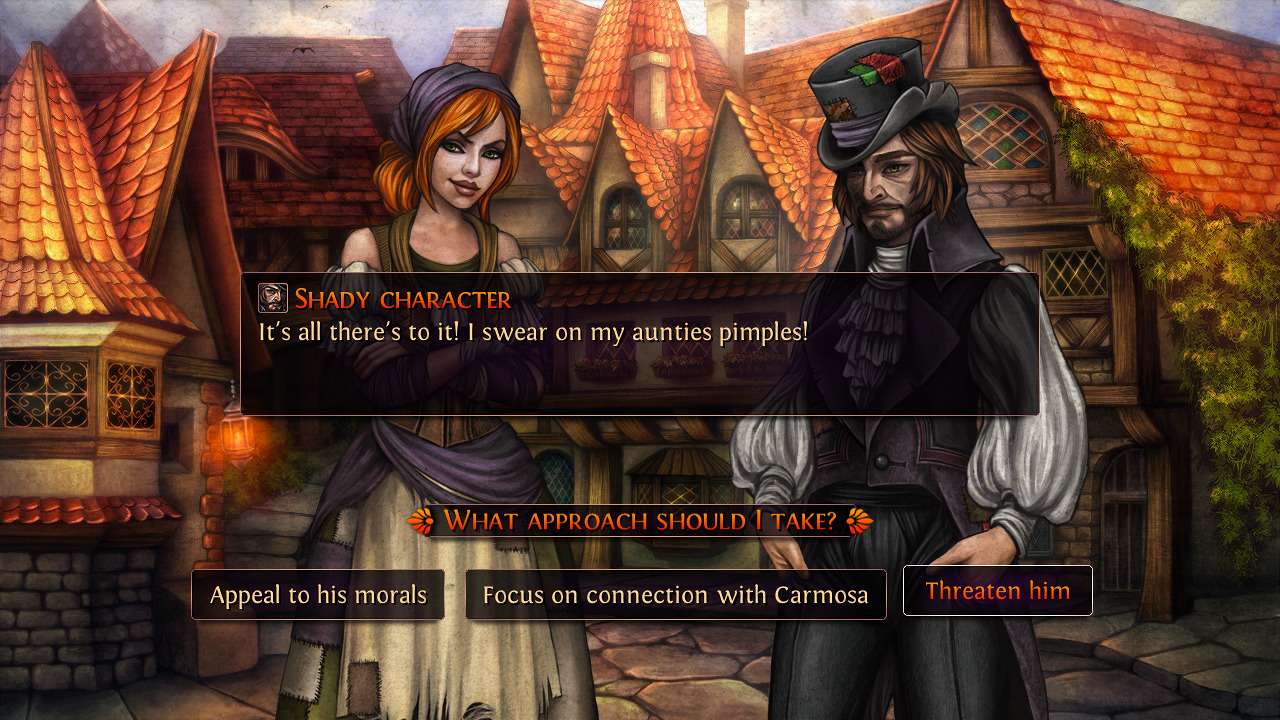 Shady character
It's all there's to it! I swear on my aunties pimples!
What approach should I take?
Appeal to his morals
Focus on connection with Carmosa
Threaten him